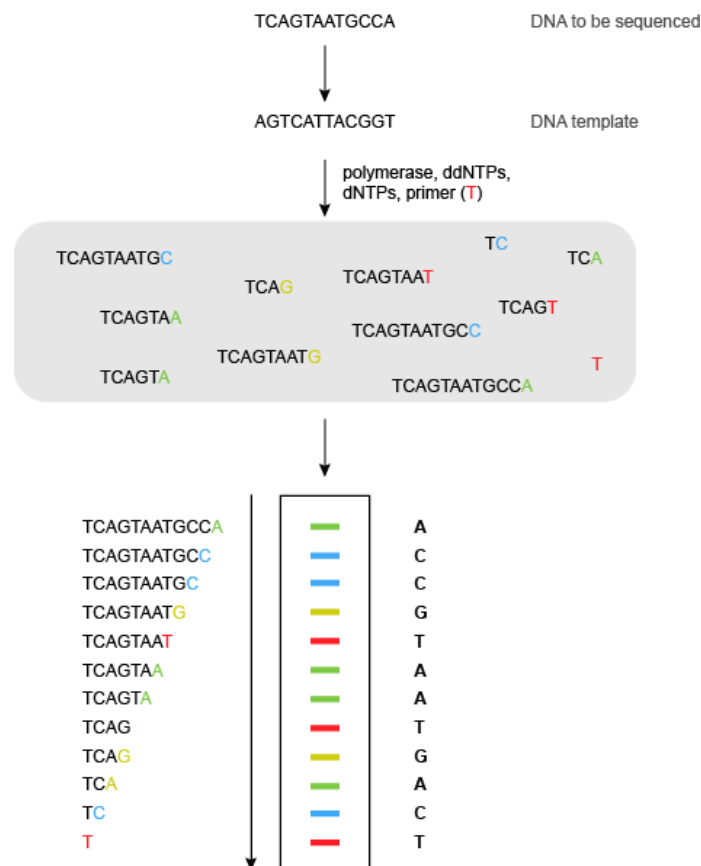 TCAGTAATGCCA DNA to be sequenced
AGTCATTACGGT DNA template
polymerase, ddNTPs,
dNTPs, primer (T)
TC
TCAGTAATGC
TCA
TCAGTAAT
TCAG
TCAGT
TCAGTAA
TCAGTAATGCC
TCAGTAATG
T
TCAGTA
TCAGTAATGCCA
TCAGTAATGCCA A
TCAGTAATGCC C
TCAGTAATGC C
TCAGTAATG G
TCAGTAAT T
TCAGTAA A
TCAGTA A
TCAG T
TCAG G
TCA A
TC C
T T